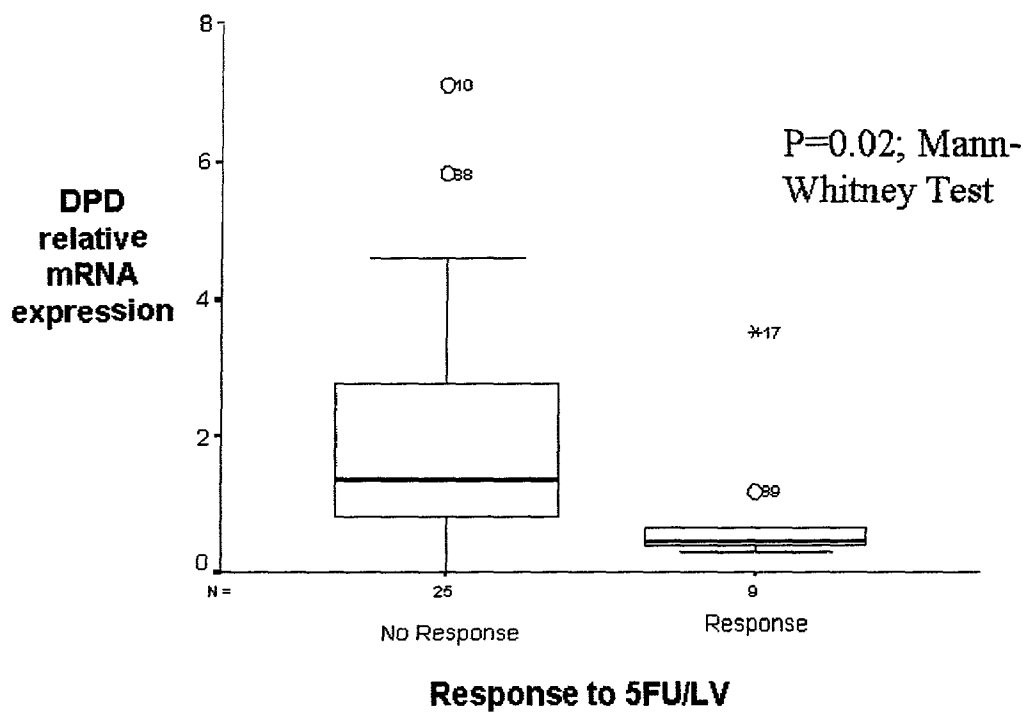 8
○10
6
○38
P=0.02; Mann-
Whitney Test
DPD
relative
mRNA
expression
4
*17
2
○39
0
N =
25
9
No Response
Response
Response to 5FU/LV